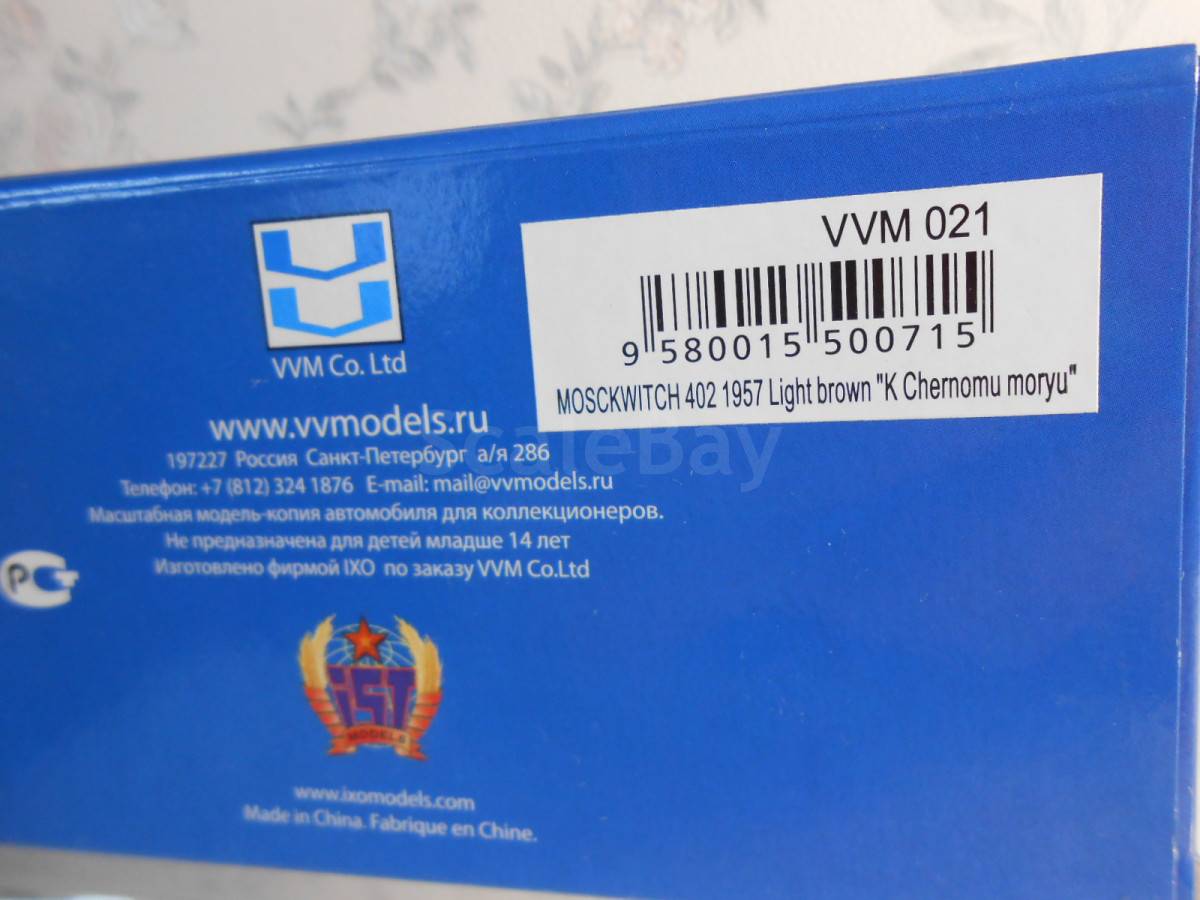 VVM 021
9 580015 500715
MOSCKWITCH 402 1957 Light brown "K Chernomu moryu"
VVM Co. Ltd
www.vvmodels.ru
197227 Россия Санкт-Петербург а/я 286
Телефон: +7 (812) 324 1876 E-mail: mail@vvmodels.ru
Масштабная модель-копия автомобиля для коллекционеров.
Не предназначена для детей младше 14 лет
Изготовлено фирмой IXO по заказу VVM Co.Ltd
РСТ
iST
MODELS
www.ixomodels.com
Made in China. Fabrique en Chine.
scaleBay